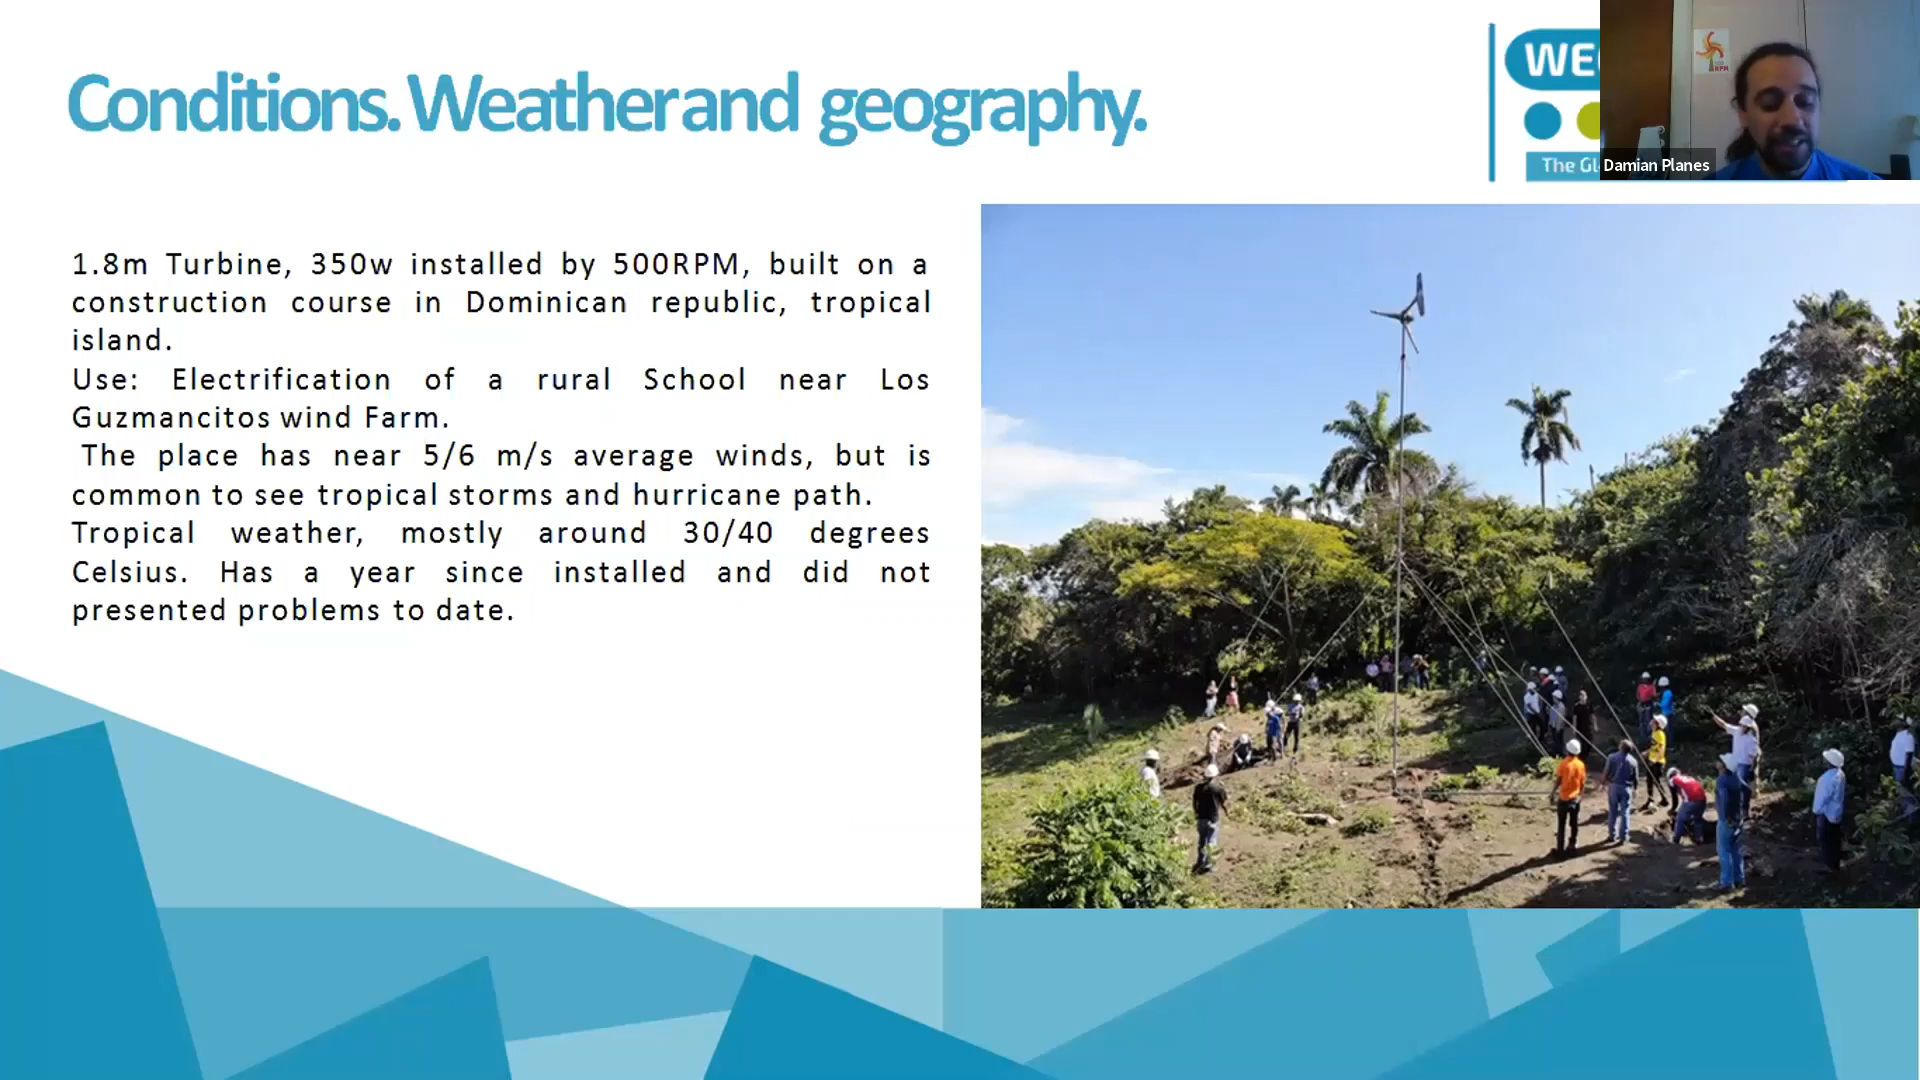 Conditions. Weather and geography.
WE
The Gl
RPM
Damian Planes
1.8m Turbine, 350w installed by 500RPM, built on a
construction course in Dominican republic, tropical
island.
Use: Electrification of a rural School near Los
Guzmancitos wind Farm.
The place has near 5/6 m/s average winds, but is
common to see tropical storms and hurricane path.
Tropical weather, mostly around 30/40 degrees
Celsius. Has a year since installed and did not
presented problems to date.